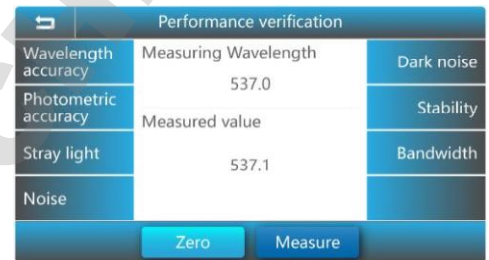 Performance verification
Wavelength
accuracy
Photometric
accuracy
Stray light
Noise
Measuring Wavelength
537.0
Measured value
537.1
Dark noise
Stability
Bandwidth
Zero
Measure